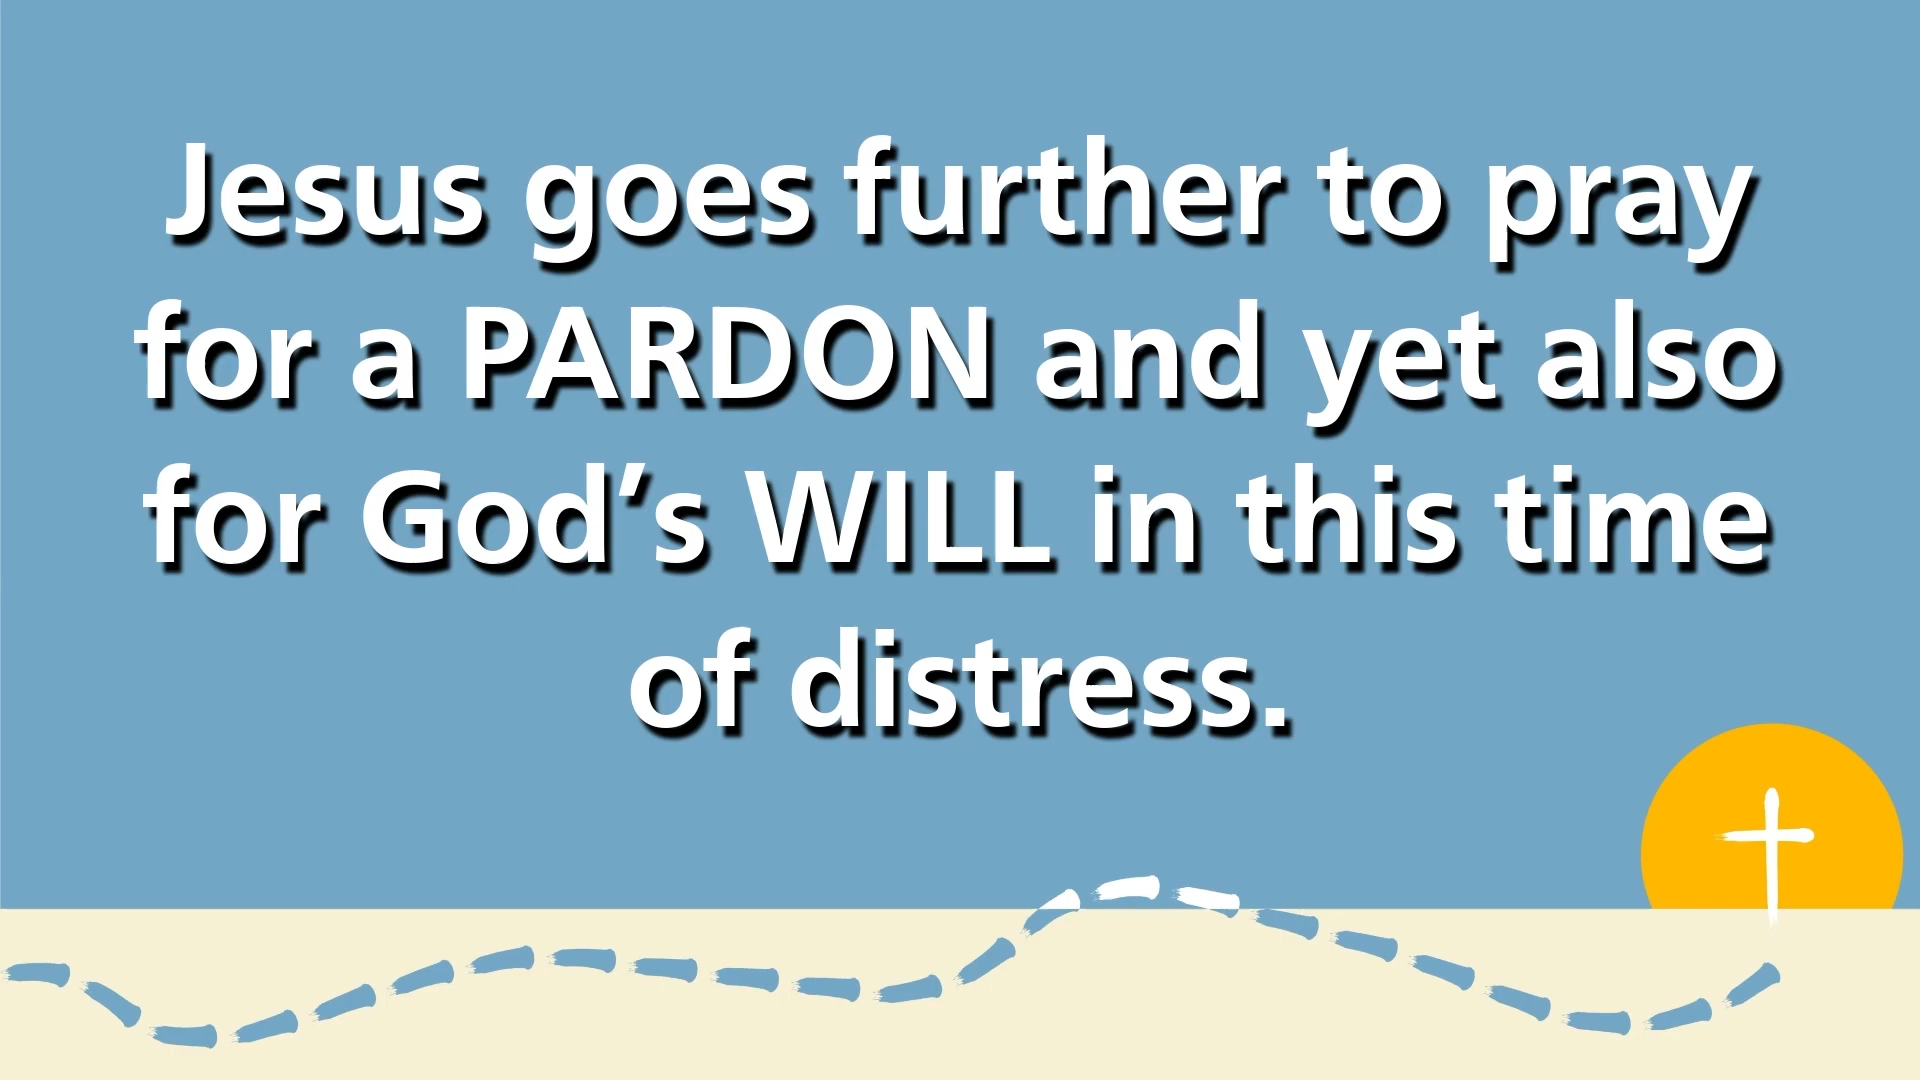 Jesus goes further to pray
for a PARDON and yet also
for God’s WILL in this time
of distress.